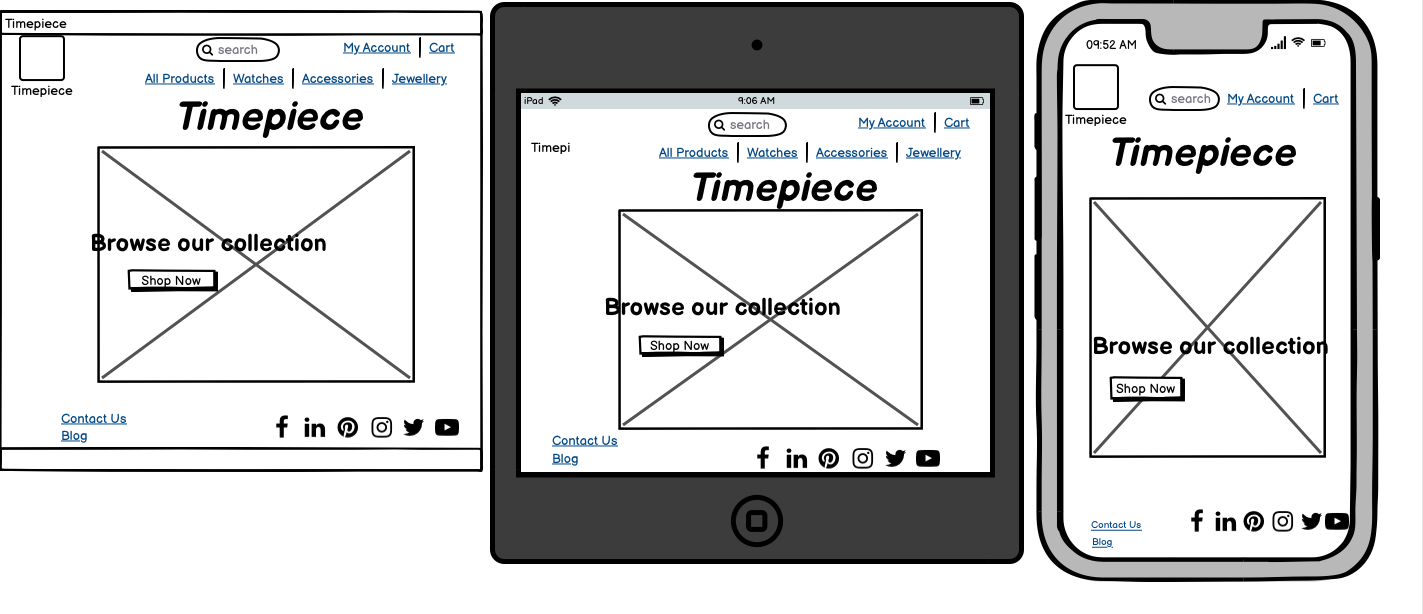 Timepiece
search
My Account Cart
Timepiece
All Products Watches Accessories Jewellery
Timepiece
Browse our collection
Shop Now
Contact Us
Blog
iPad 9:06 AM
search
My Account Cart
Timepi
All Products Watches Accessories Jewellery
Timepiece
Browse our collection
Shop Now
Contact Us
Blog
09:52 AM
search My Account Cart
Timepiece
Timepiece
Browse our collection
Shop Now
Contact Us
Blog